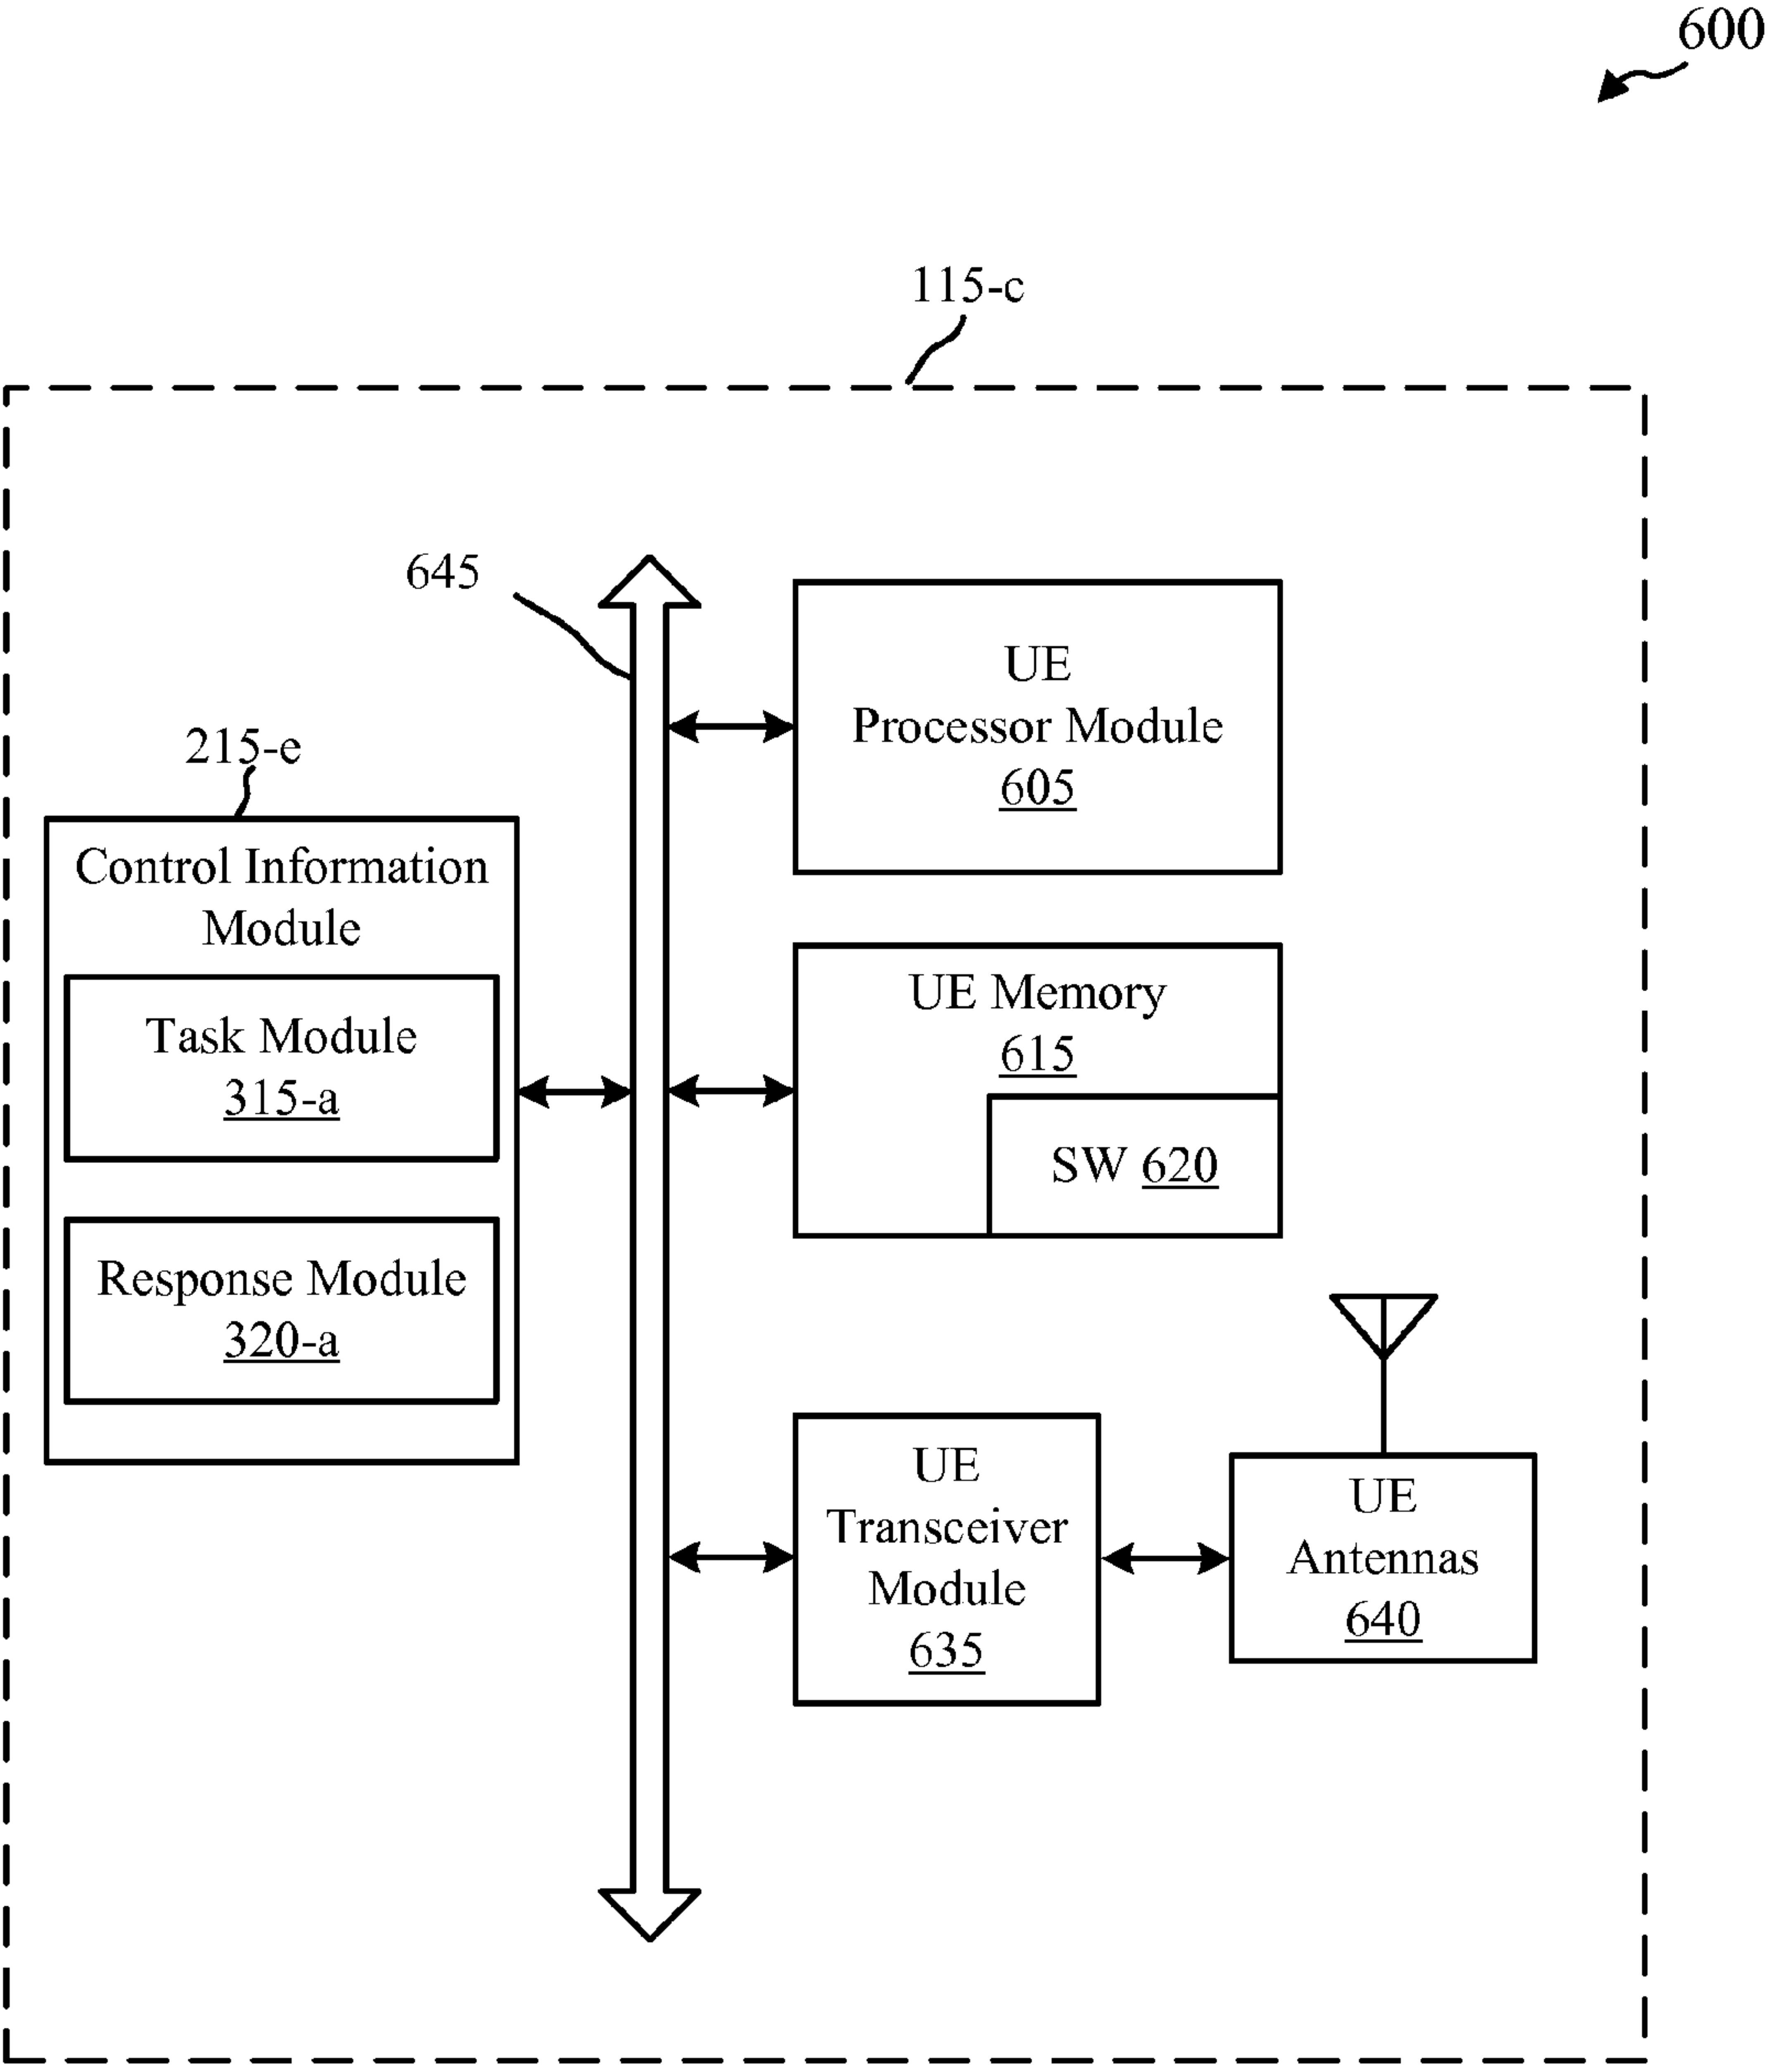 600
115-c
645
UE
Processor Module
605
215-e
Control Information
Module
Task Module
315-a
Response Module
320-a
UE Memory
615
SW 620
UE
Transceiver
Module
635
UE
Antennas
640